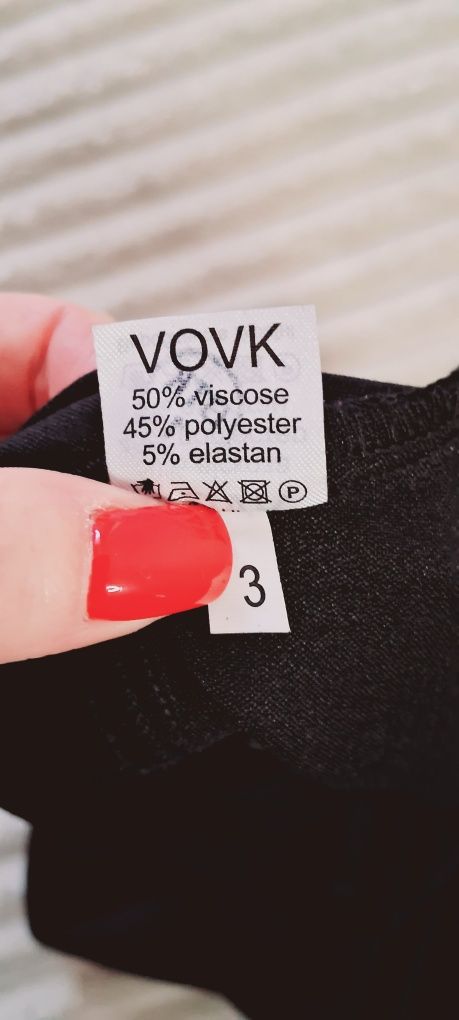 VOVK
50% viscose
45% polyester
5% elastan
P
3